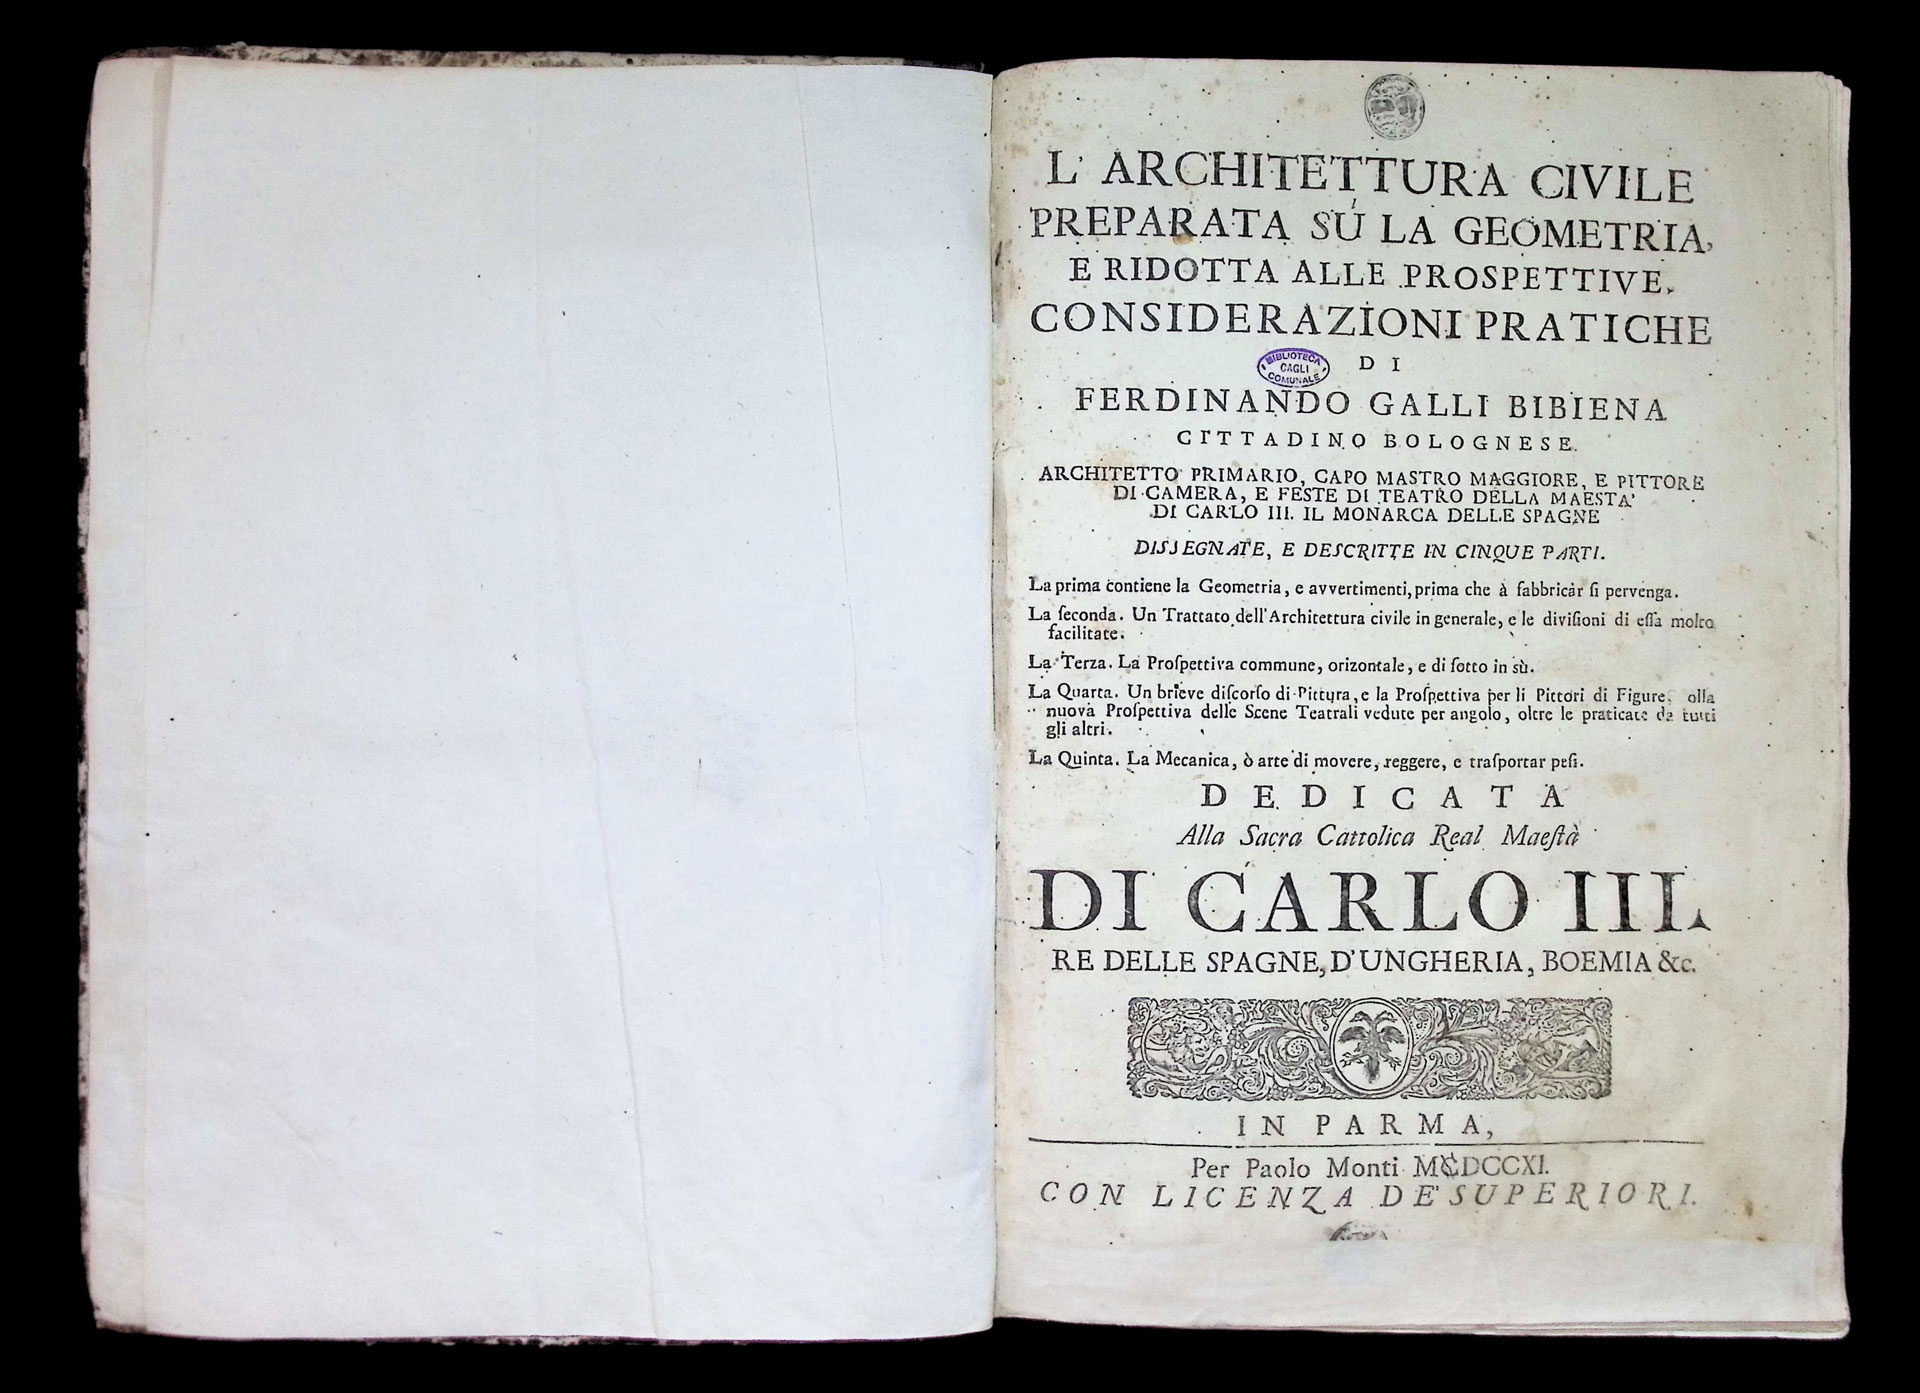 L' ARCHITETTURA CIVILE
PREPARATA SÚ LA GEOMETRIA,
E RIDOTTA ALLE PROSPETTIVE.
CONSIDERAZIONI PRATICHE
BIBLIOTECA
CAGLI
COMUNALE
DI
FERDINANDO GALLI BIBIENA
CITTADINO BOLOGNESE.
ARCHITETTO PRIMARIO, CAPO MASTRO MAGGIORE, E PITTORE
DI CAMERA, E FESTE DI TEATRO DELLA MAESTA'
DI CARLO III. IL MONARCA DELLE SPAGNE
DISSEGNATE, E DESCRITTE IN CINQUE PARTI.
La prima contiene la Geometria, e avvertimenti, prima che à fabbricar ſi pervenga.
La ſeconda. Un Trattato dell'Architettura civile in generale, e le diviſioni di eſſa molto
facilitate.
La Terza. La Proſpettiva commune, orizontale, e di ſotto in sù.
La Quarta. Un brieve diſcorſo di Pittura, e la Proſpettiva per li Pittori di Figure, olla
nuova Proſpettiva delle Scene Teatrali vedute per angolo, oltre le praticate da tutti
gli altri.
La Quinta. La Mecanica, ò arte di movere, reggere, e traſportar peſi.
DEDICATA
Alla Sacra Cattolica Real Maeſtà
DI CARLO III.
RE DELLE SPAGNE, D'UNGHERIA, BOEMIA &c.
IN PARMA,
Per Paolo Monti MCDCCXI.
CON LICENZA DE' SUPERIORI.